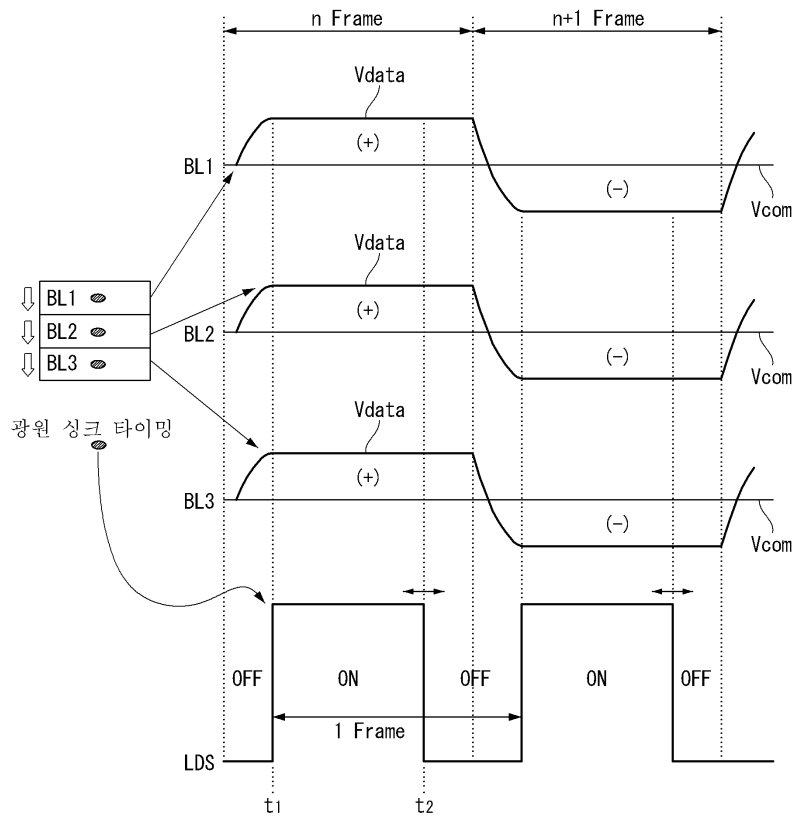 n Frame
n+1 Frame
Vdata
(+)
BL1
(-)
Vcom
Vdata
(+)
BL2
(-)
Vcom
BL1
BL2
BL3
광원 싱크 타이밍
Vdata
(+)
BL3
(-)
Vcom
OFF
ON
OFF
ON
OFF
1 Frame
LDS
t1
t2